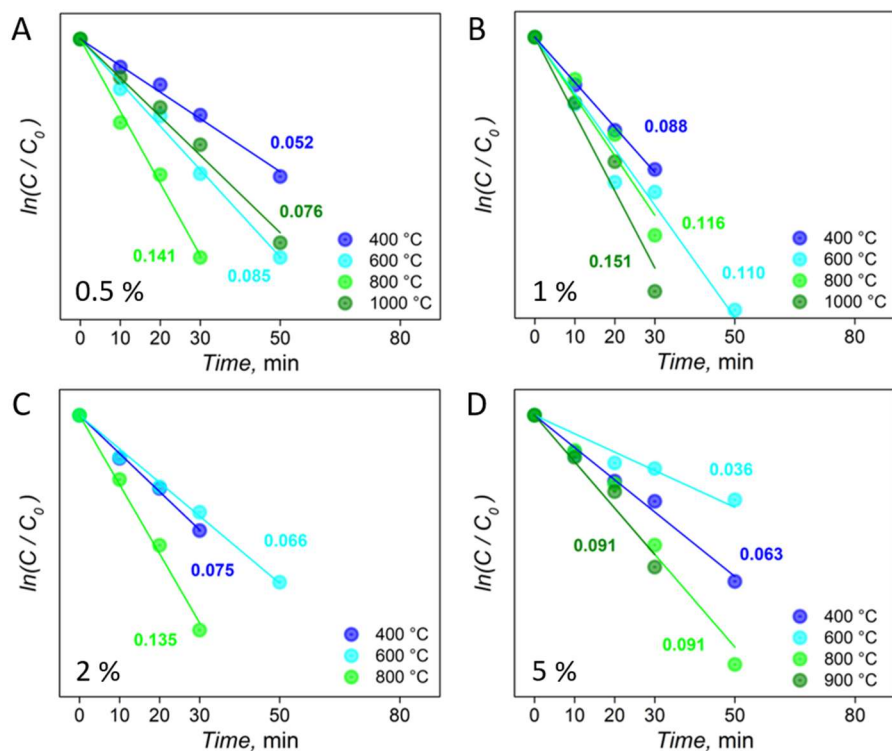 A
ln(C / C0)
0.052
0.076
0.141
0.085
400 °C
600 °C
800 °C
1000 °C
0.5 %
0 10 20 30 50 80
Time, min
B
ln(C / C0)
0.088
0.116
0.151
0.110
400 °C
600 °C
800 °C
1000 °C
1 %
0 10 20 30 50 80
Time, min
C
ln(C / C0)
0.066
0.075
0.135
400 °C
600 °C
800 °C
2 %
0 10 20 30 50 80
Time, min
D
ln(C / C0)
0.036
0.091
0.063
0.091
400 °C
600 °C
800 °C
900 °C
5 %
0 10 20 30 50 80
Time, min